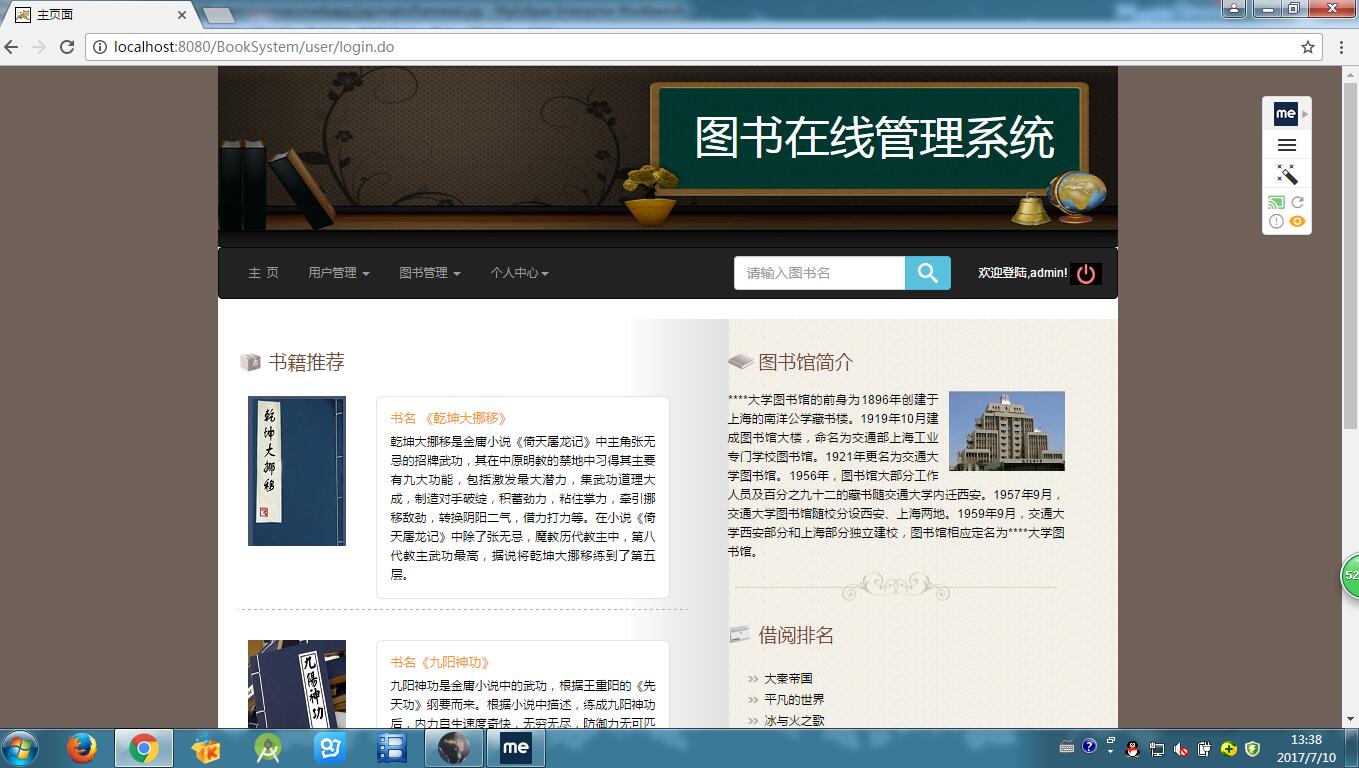 主页面
localhost:8080/BookSystem/user/login.do
图书在线管理系统
me
主 页 用户管理 图书管理 个人中心 请输入图书名 欢迎登陆,admin!
书籍推荐
乾坤大挪移
书名 《乾坤大挪移》
乾坤大挪移是金庸小说《倚天屠龙记》中主角张无
忌的招牌武功，其在中原明教的禁地中习得其主要
有九大功能，包括激发最大潜力，集武功道理大
成，制造对手破绽，积蓄劲力，粘住掌力，牵引挪
移敌劲，转换阴阳二气，借力打力等。在小说《倚
天屠龙记》中除了张无忌，魔教历代教主中，第八
代教主武功最高，据说将乾坤大挪移练到了第五
层。
九陽神功
书名《九阳神功》
九阳神功是金庸小说中的武功，根据王重阳的《先
天功》纲要而来。根据小说中描述，练成九阳神功
后，内力自生速度奇快，无穷无尽，防御力无可匹
图书馆简介
****大学图书馆的前身为1896年创建于
上海的南洋公学藏书楼。1919年10月建
成图书馆大楼，命名为交通部上海工业
专门学校图书馆。1921年更名为交通大
学图书馆。1956年，图书馆大部分工作
人员及百分之九十二的藏书随交通大学内迁西安。1957年9月，
交通大学图书馆随校分设西安、上海两地。1959年9月，交通大
学西安部分和上海部分独立建校，图书馆相应定名为****大学图
书馆。
借阅排名
大秦帝国
平凡的世界
冰与火之歌
52
me
13:38
2017/7/10